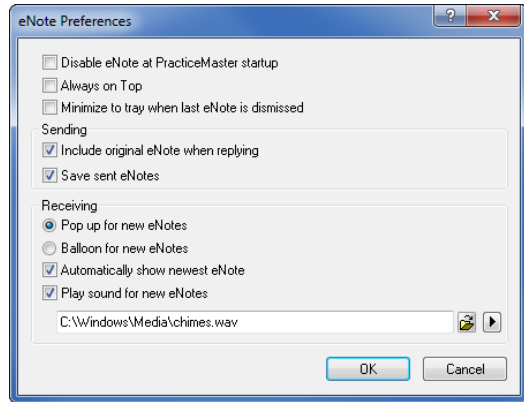 eNote Preferences
Disable eNote at PracticeMaster startup
Always on Top
Minimize to tray when last eNote is dismissed
Sending
Include original eNote when replying
Save sent eNotes
Receiving
Pop up for new eNotes
Balloon for new eNotes
Automatically show newest eNote
Play sound for new eNotes
C:\Windows\Media\chimes.wav
OK Cancel